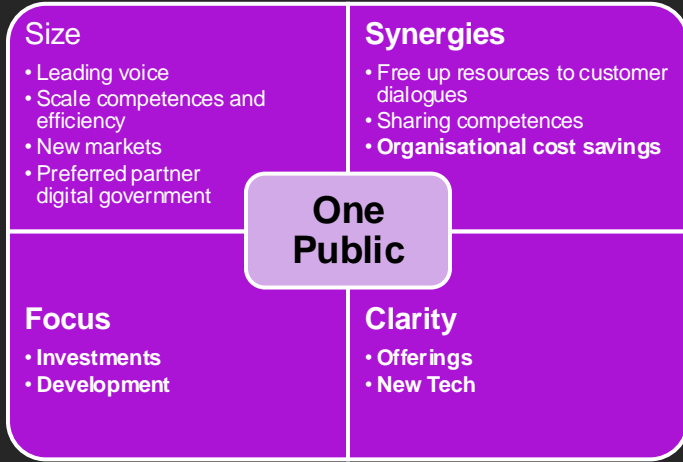 Size
• Leading voice
• Scale competences and
efficiency
• New markets
• Preferred partner
digital government
Synergies
• Free up resources to customer
dialogues
• Sharing competences
• Organisational cost savings
One
Public
Focus
• Investments
• Development
Clarity
• Offerings
• New Tech